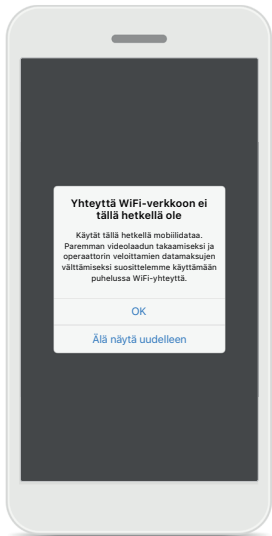 Yhteyttä WiFi-verkkoon ei
tällä hetkellä ole
Käytät tällä hetkellä mobiilidataa.
Paremman videolaadun takaamiseksi ja
operaattorin veloittamien datamaksujen
välttämiseksi suosittelemme käyttämään
puhelussa WiFi-yhteyttä.
OK
Älä näytä uudelleen